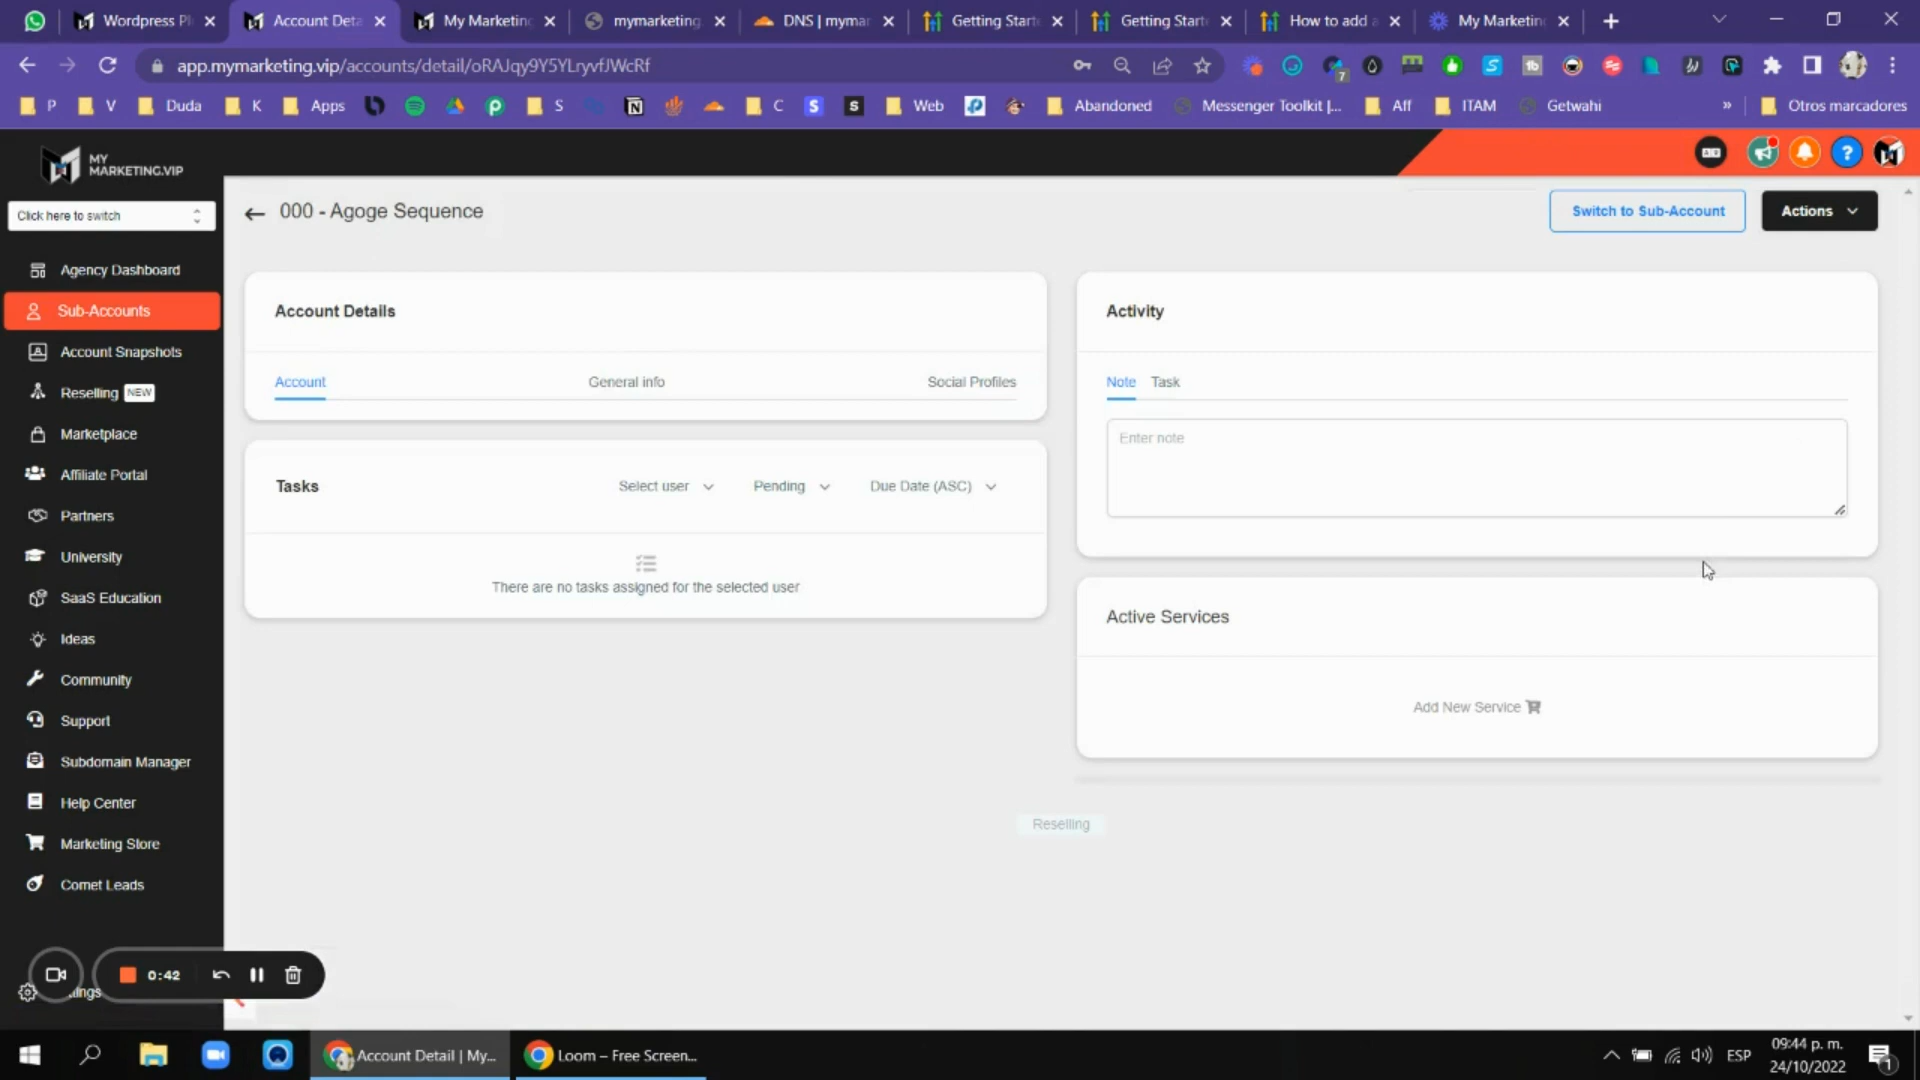 Wordpress Pl
Account Deta
My Marketing
mymarketing
DNS | mymar
Getting Start
Getting Start
How to add a
My Marketing
app.mymarketing.vip/accounts/detail/oRAJqy9Y5YLryvfJWcRf
P
V
Duda
K
Apps
S
C
Web
Abandoned
Messenger Toolkit |...
Aff
ITAM
Getwahi
»
Otros marcadores
MY
MARKETING.VIP
Click here to switch
000 - Agoge Sequence
Switch to Sub-Account
Actions
Agency Dashboard
Sub-Accounts
Account Snapshots
Reselling NEW
Marketplace
Affiliate Portal
Partners
University
SaaS Education
Ideas
Community
Support
Subdomain Manager
Help Center
Marketing Store
Comet Leads
Account Details
Account
General info
Social Profiles
Tasks
Select user
Pending
Due Date (ASC)
There are no tasks assigned for the selected user
Activity
Note
Task
Enter note
Active Services
Add New Service
Reselling
0:42
ings
Account Detail | My...
Loom – Free Screen...
ESP
09:44 p. m.
24/10/2022
1